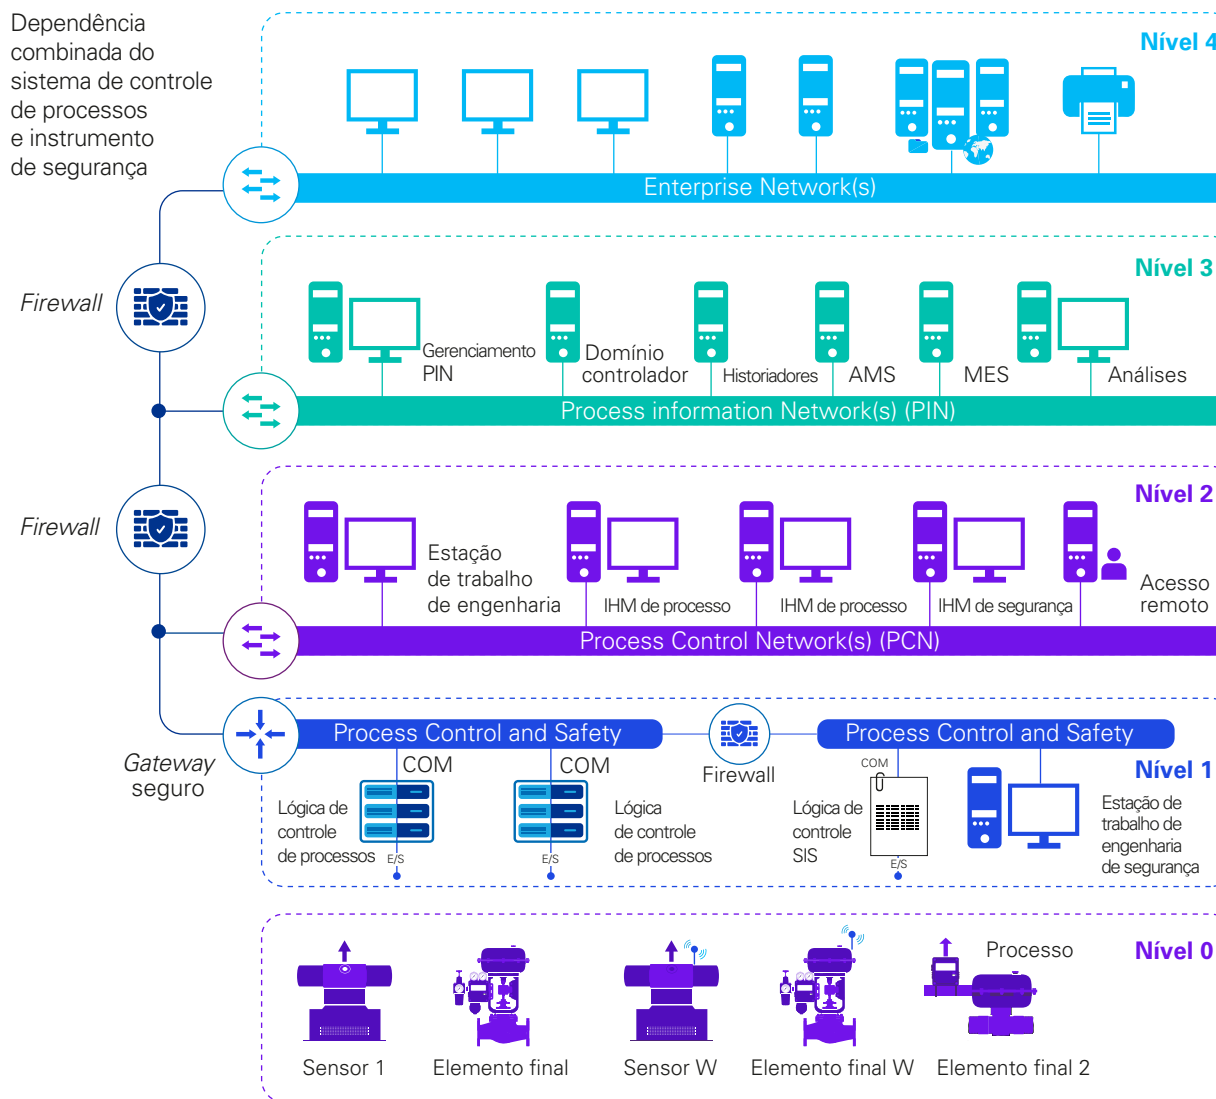 Dependência
combinada do
sistema de controle
de processos
e instrumento
de segurança
Nível 4
Enterprise Network(s)
Firewall
Nível 3
Gerenciamento
PIN
Domínio
controlador
Historiadores
AMS
MES
Análises
Process information Network(s) (PIN)
Firewall
Nível 2
Estação
de trabalho
de engenharia
IHM de processo
IHM de processo
IHM de segurança
Acesso
remoto
Process Control Network(s) (PCN)
Gateway
seguro
Process Control and Safety
Firewall
Process Control and Safety
Nível 1
COM
Lógica de
controle
de processos
E/S
COM
Lógica
de controle
de processos
E/S
COM
Lógica de
controle
SIS
E/S
Estação de
trabalho de
engenharia
de segurança
Nível 0
Processo
Sensor 1
Elemento final
Sensor W
Elemento final W
Elemento final 2